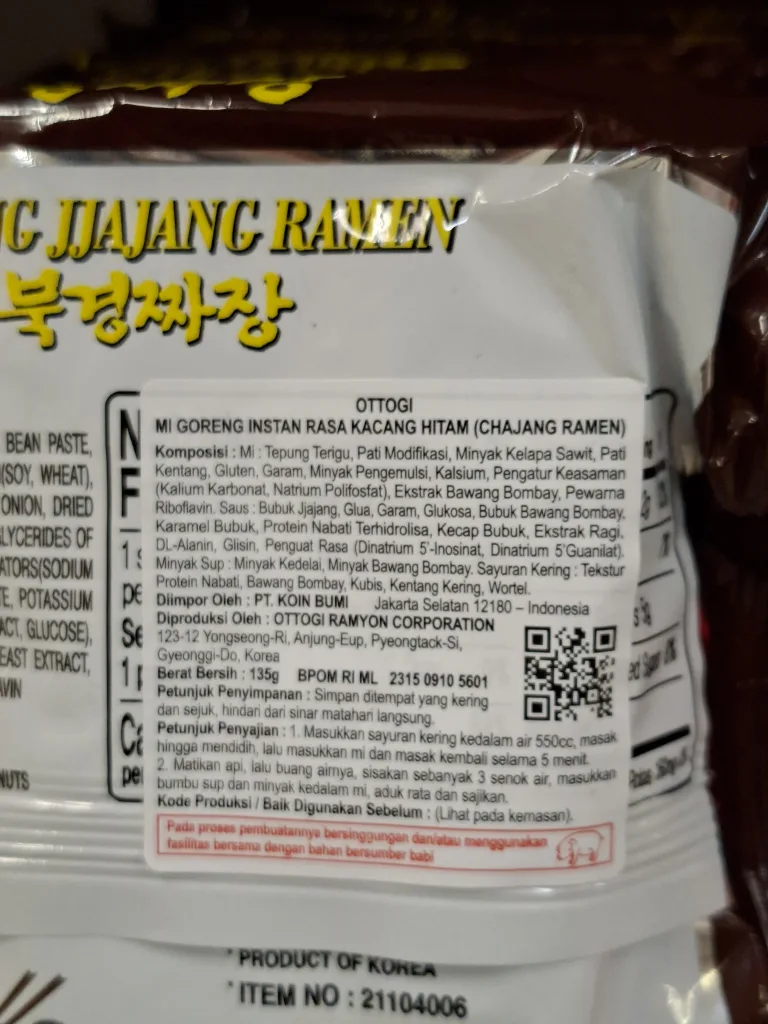 G JJAJANG RAMEN
북경짜장
BEAN PASTE,
(SOY, WHEAT),
ONION, DRIED
LYCERIDES OF
ATORS(SODIUM
TE, POTASSIUM
ACT, GLUCOSE),
EAST EXTRACT,
AVIN
NUTS
OTTOGI
MI GORENG INSTAN RASA KACANG HITAM (CHAJANG RAMEN)
Komposisi : Mi : Tepung Terigu, Pati Modifikasi, Minyak Kelapa Sawit, Pati
Kentang, Gluten, Garam, Minyak Pengemulsi, Kalsium, Pengatur Keasaman
(Kalium Karbonat, Natrium Polifosfat), Ekstrak Bawang Bombay, Pewarna
Riboflavin. Saus : Bubuk Jjajang, Glua, Garam, Glukosa, Bubuk Bawang Bombay,
Karamel Bubuk, Protein Nabati Terhidrolisa, Kecap Bubuk, Ekstrak Ragi,
DL-Alanin, Glisin, Penguat Rasa (Dinatrium 5'-Inosinat, Dinatrium 5'Guanilat).
Minyak Sup : Minyak Kedelai, Minyak Bawang Bombay. Sayuran Kering : Tekstur
Protein Nabati, Bawang Bombay, Kubis, Kentang Kering, Wortel.
Diimpor Oleh : PT. KOIN BUMI Jakarta Selatan 12180 – Indonesia
Diproduksi Oleh : OTTOGI RAMYON CORPORATION
123-12 Yongseong-Ri, Anjung-Eup, Pyeongtack-Si,
Gyeonggi-Do, Korea
Berat Bersih : 135g BPOM RI ML 2315 0910 5601
Petunjuk Penyimpanan : Simpan ditempat yang kering
dan sejuk, hindari dari sinar matahari langsung.
Petunjuk Penyajian : 1. Masukkan sayuran kering kedalam air 550cc, masak
hingga mendidih, lalu masukkan mi dan masak kembali selama 5 menit.
2. Matikan api, lalu buang airnya, sisakan sebanyak 3 senok air, masukkan
bumbu sup dan minyak kedalam mi, aduk rata dan sajikan.
Kode Produksi / Baik Digunakan Sebelum : (Lihat pada kemasan).
Pada proses pembuatannya bersinggungan dan/atau menggunakan
fasilitas bersama dengan bahan bersumber babi
* PRODUCT OF KOREA
* ITEM NO : 21104006